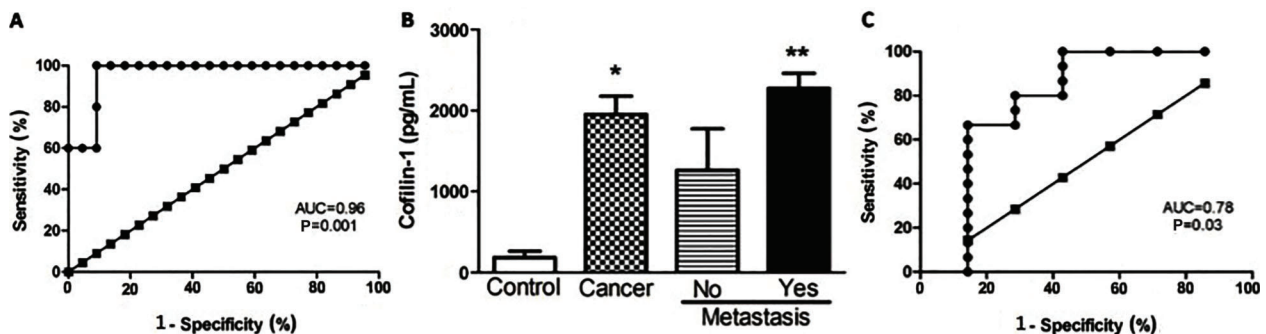 A
Sensitivity (%)
100
80
60
40
20
0
0 20 40 60 80 100
1 - Specificity (%)
AUC=0.96
P=0.001
B
Cofilin-1 (pg/mL)
3000
2000
1000
0
*
**
Control Cancer No Yes
Metastasis
C
Sensitivity (%)
100
80
60
40
20
0
20 40 60 80 100
1 - Specificity (%)
AUC=0.78
P=0.03